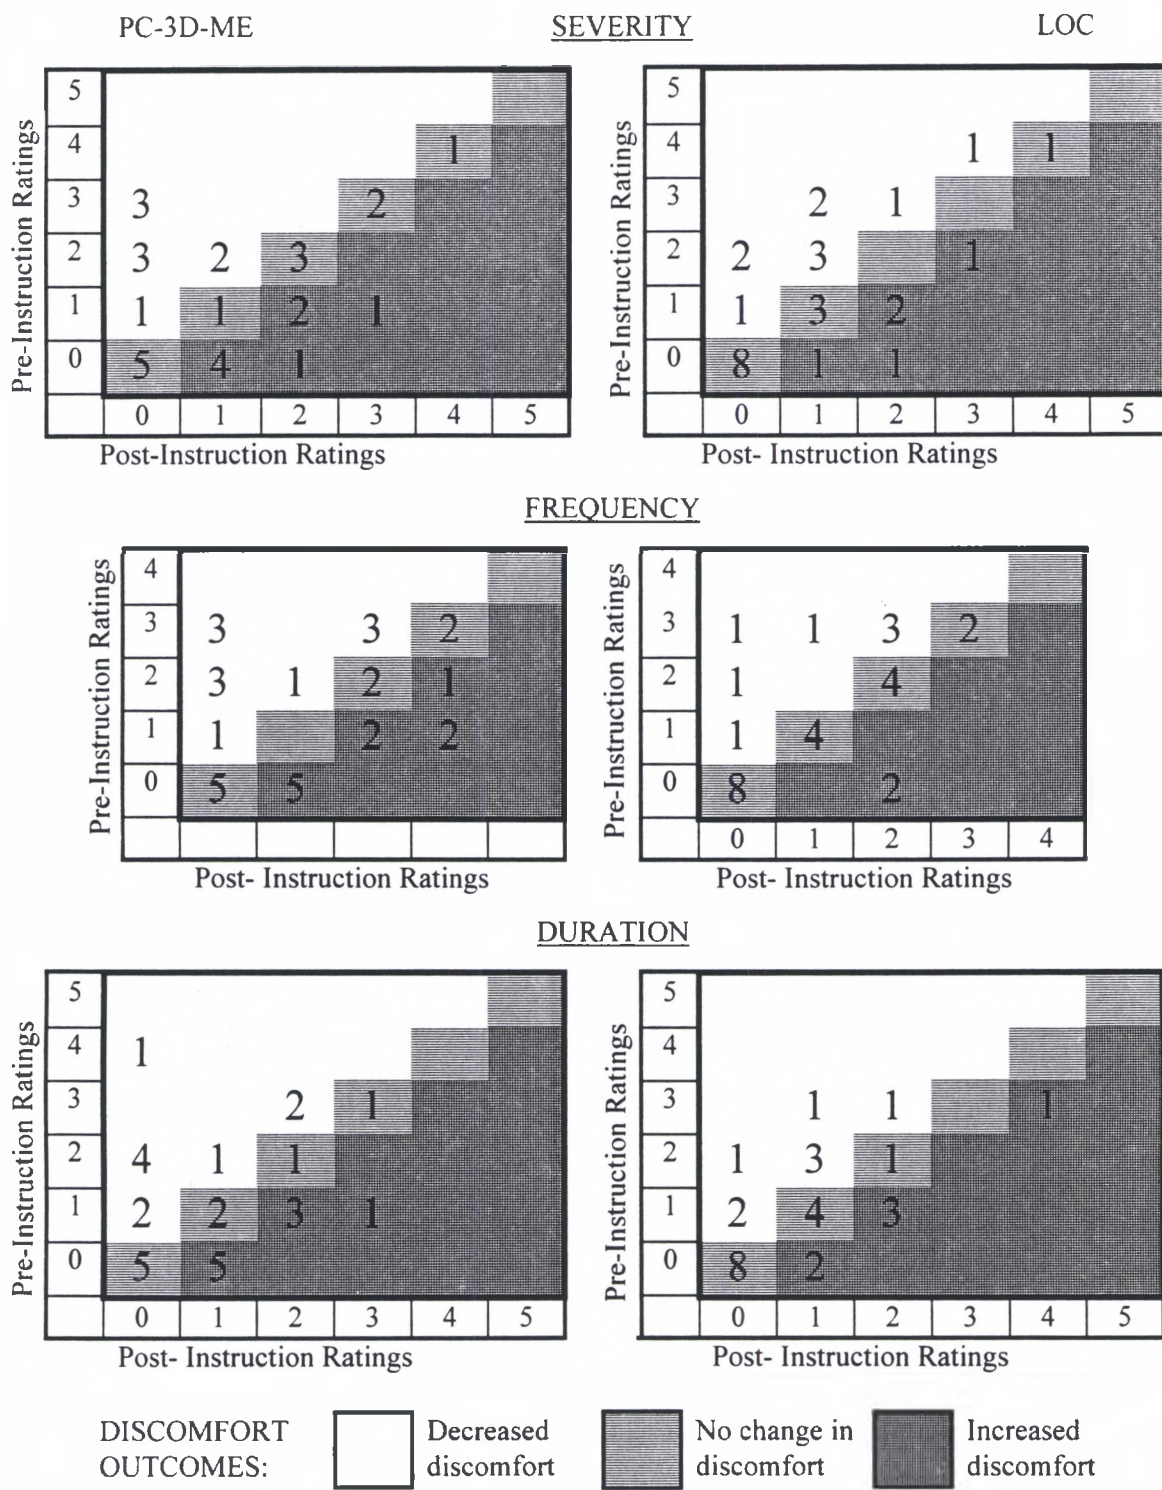 PC-3D-ME SEVERITY LOC
Pre-Instruction Ratings
5
4 1
3 3 2
2 3 2 3
1 1 1 2 1
0 5 4 1
0 1 2 3 4 5
Post-Instruction Ratings
Pre-Instruction Ratings
5
4 1 1
3 2 1
2 2 3 1
1 1 3 2
0 8 1 1
0 1 2 3 4 5
Post- Instruction Ratings
FREQUENCY
Pre-Instruction Ratings
4
3 3 3 2
2 3 1 2 1
1 1 2 2
0 5 5
Post- Instruction Ratings
Pre-Instruction Ratings
4
3 1 1 3 2
2 1 4
1 1 4
0 8 2
0 1 2 3 4
Post- Instruction Ratings
DURATION
Pre-Instruction Ratings
5
4 1
3 2 1
2 4 1 1
1 2 2 3 1
0 5 5
0 1 2 3 4 5
Post- Instruction Ratings
Pre-Instruction Ratings
5
4
3 1 1 1
2 1 3 1
1 2 4 3
0 8 2
0 1 2 3 4 5
Post- Instruction Ratings
DISCOMFORT
OUTCOMES:
Decreased
discomfort
No change in
discomfort
Increased
discomfort